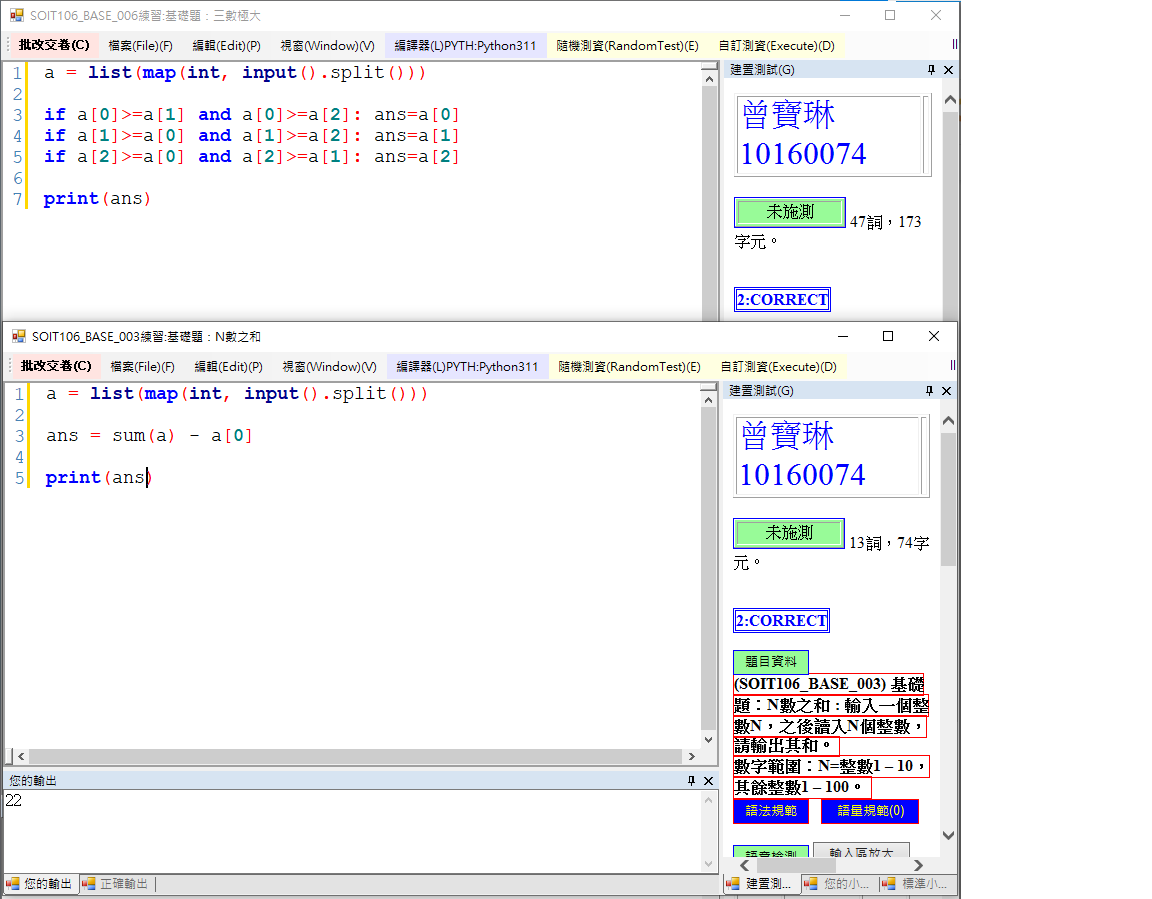 SOIT106_BASE_006練習:基礎題：三數極大
批改交卷(C) 檔案(File)(F) 編輯(Edit)(P) 視窗(Window)(V) 編譯器(L)PYTH:Python311 隨機測資(RandomTest)(E) 自訂測資(Execute)(D)
1 a = list(map(int, input().split()))
2
3 if a[0]>=a[1] and a[0]>=a[2]: ans=a[0]
4 if a[1]>=a[0] and a[1]>=a[2]: ans=a[1]
5 if a[2]>=a[0] and a[2]>=a[1]: ans=a[2]
6
7 print(ans)
建置測試(G)
曾寶琳
10160074
未施測 47詞，173
字元。
2:CORRECT
SOIT106_BASE_003練習:基礎題：N數之和
批改交卷(C) 檔案(File)(F) 編輯(Edit)(P) 視窗(Window)(V) 編譯器(L)PYTH:Python311 隨機測資(RandomTest)(E) 自訂測資(Execute)(D)
1 a = list(map(int, input().split()))
2
3 ans = sum(a) - a[0]
4
5 print(ans)
建置測試(G)
曾寶琳
10160074
未施測 13詞，74字
元。
2:CORRECT
題目資料
(SOIT106_BASE_003) 基礎
題：N數之和：輸入一個整
數N，之後讀入N個整數，
請輸出其和。
數字範圍：N=整數1 – 10，
其餘整數1 – 100。
語法規範 語量規範(0)
語意檢測 輸入區放大
您的輸出
22
您的輸出 正確輸出
建置測... 您的小... 標準小...